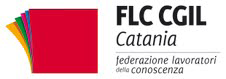 FLC CGIL
Catania
federazione lavoratori
della conoscenza